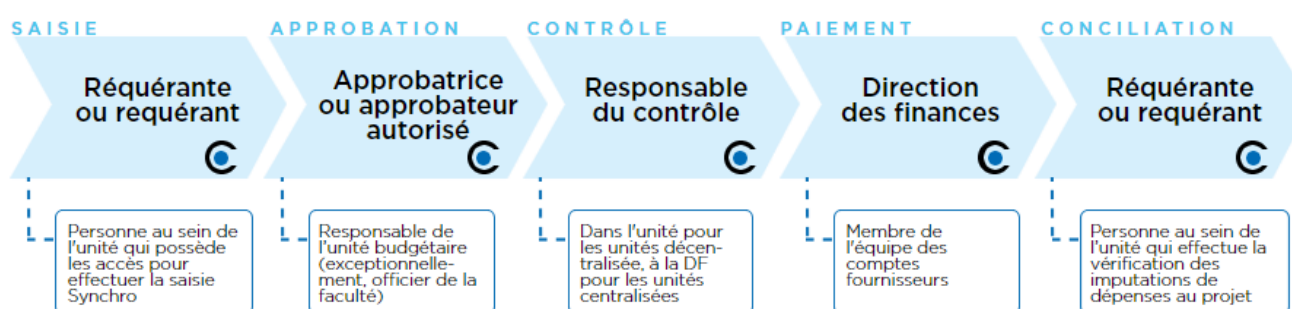 SAISIE
APPROBATION
CONTRÔLE
PAIEMENT
CONCILIATION
Réquérante
ou requérant
Approbatrice
ou approbateur
autorisé
Responsable
du contrôle
Direction
des finances
Réquérante
ou requérant
Personne au sein de
l'unité qui possède
les accès pour
effectuer la saisie
Synchro
Responsable de
l'unité budgétaire
(exceptionnelle-
ment, officier de la
faculté)
Dans l'unité pour
les unités décen-
tralisée, à la DF
pour les unités
centralisées
Membre de
l'équipe des
comptes
fournisseurs
Personne au sein de
l'unité qui effectue la
vérification des
imputations de
dépenses au projet